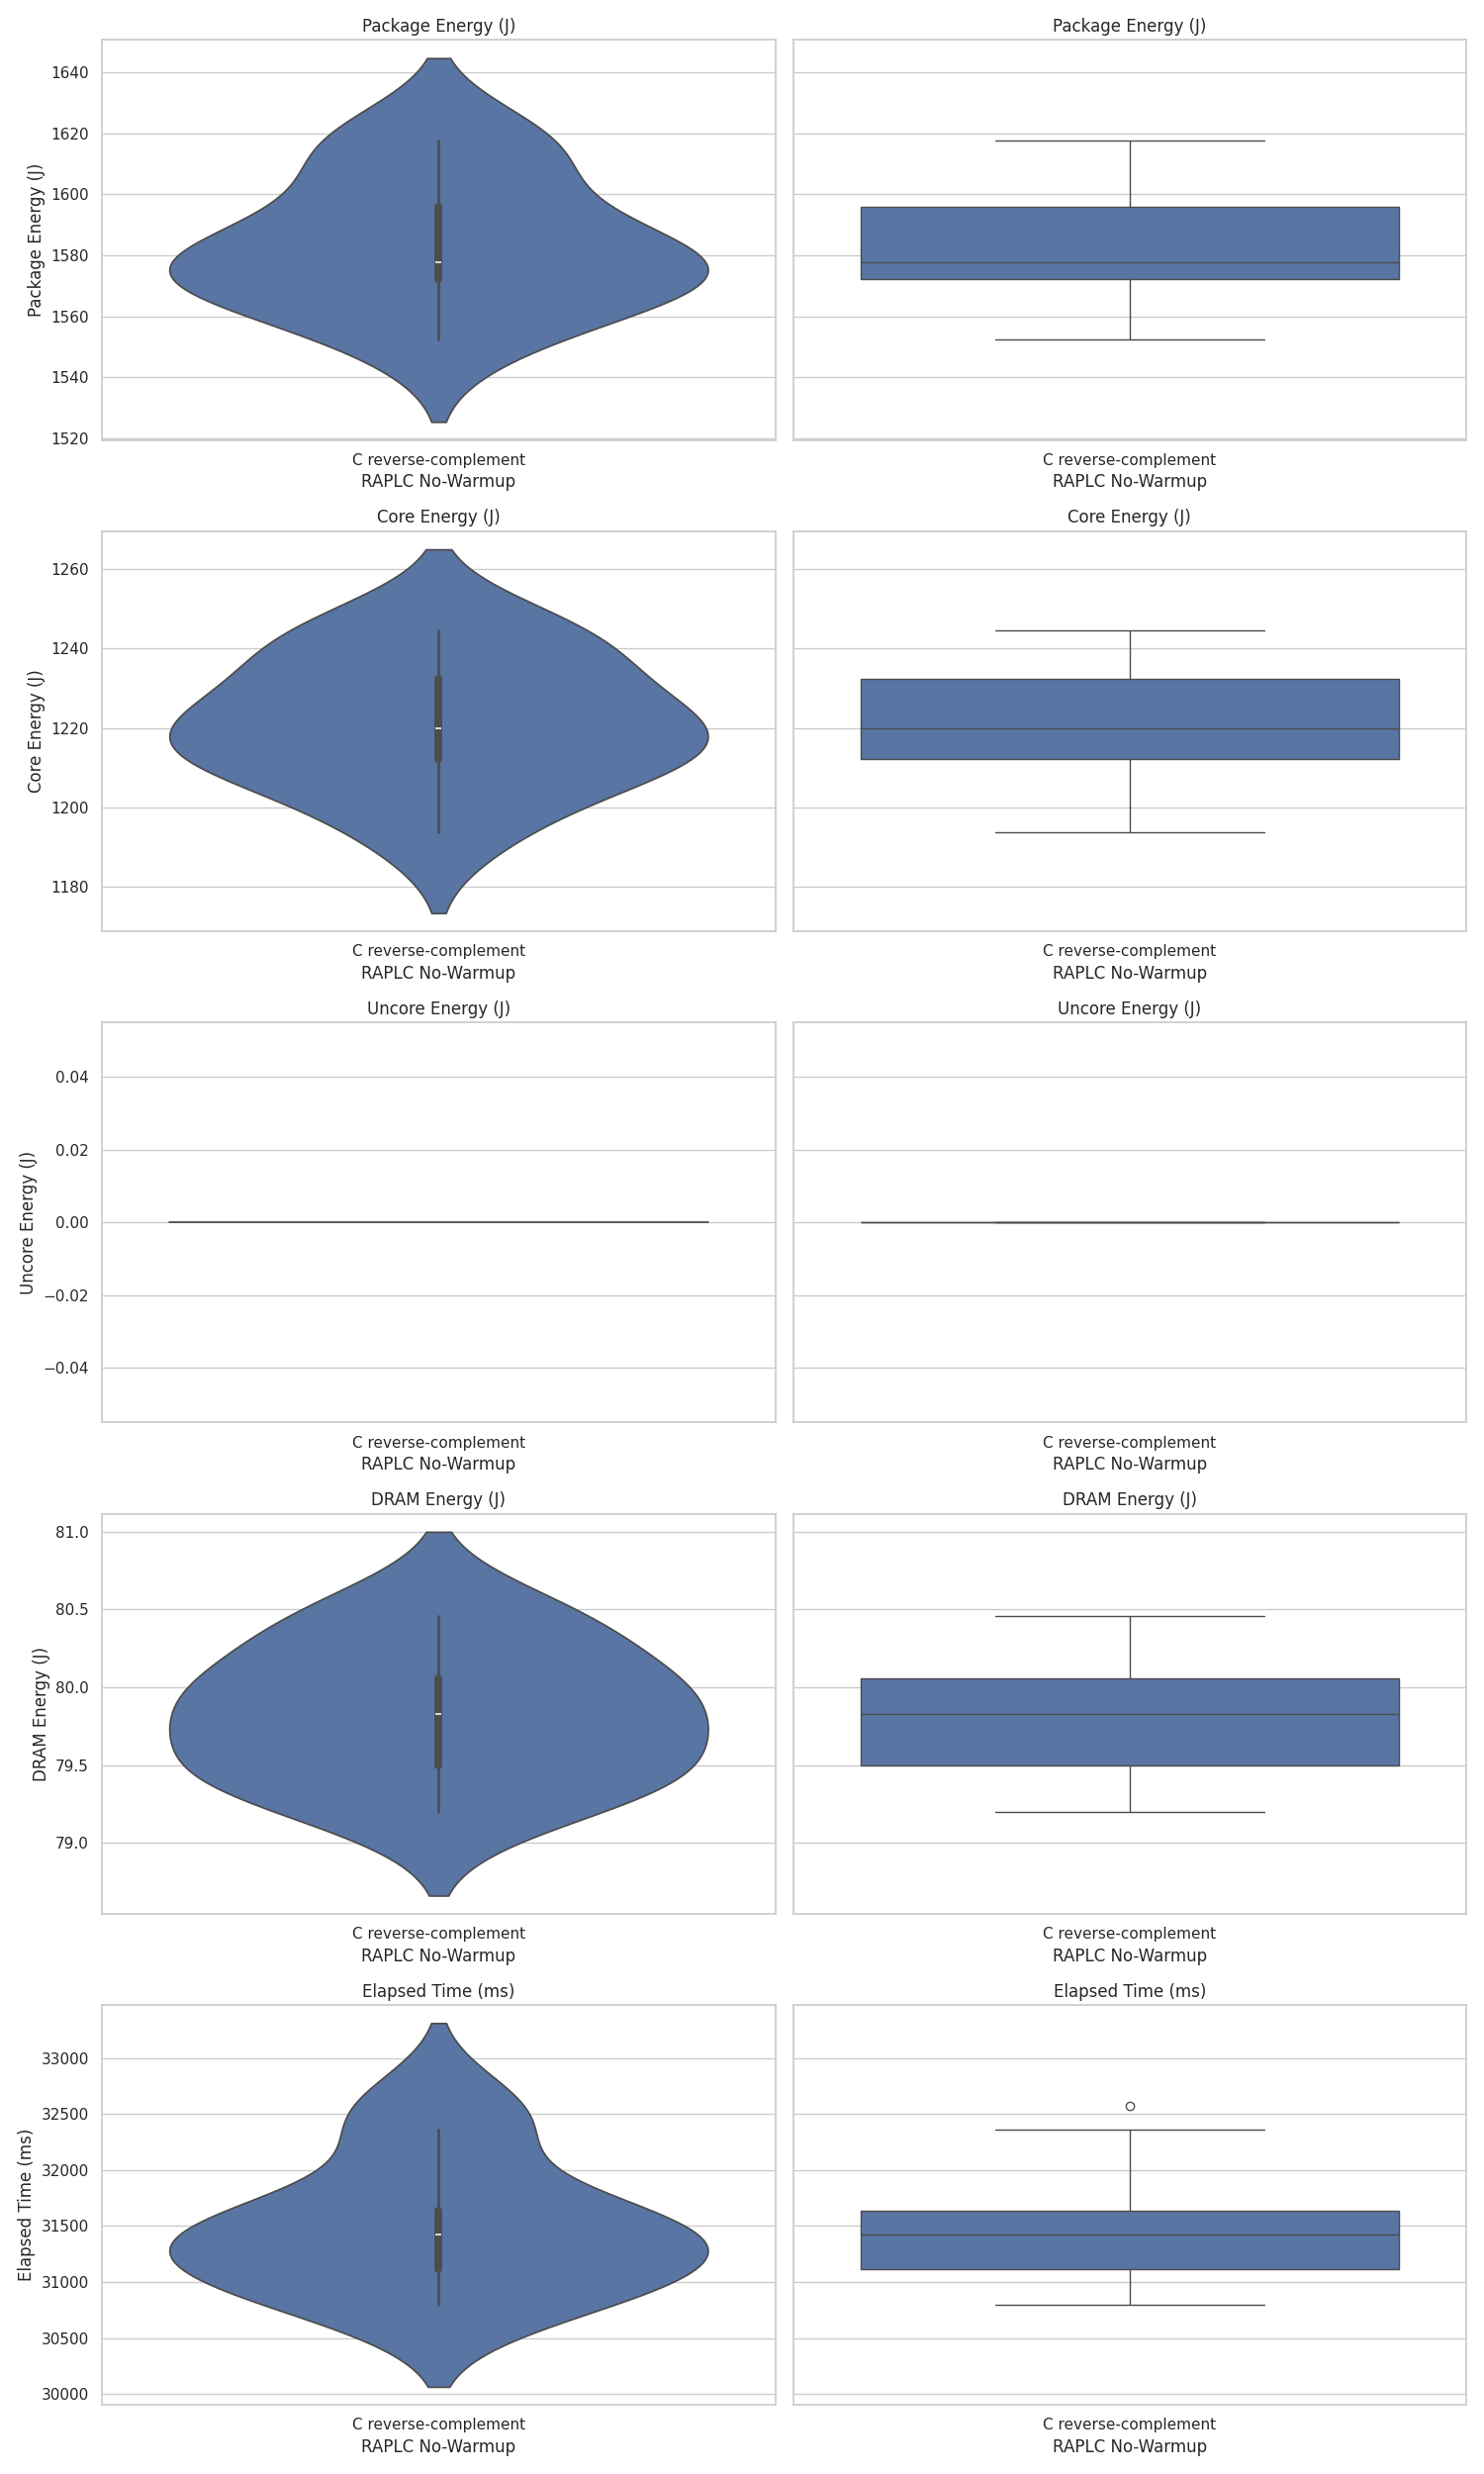 Package Energy (J)
Package Energy (J)
Package Energy (J)
1640
1620
1600
1580
1560
1540
1520
C reverse-complement
RAPLC No-Warmup
C reverse-complement
RAPLC No-Warmup
Core Energy (J)
Core Energy (J)
Core Energy (J)
1260
1240
1220
1200
1180
C reverse-complement
RAPLC No-Warmup
C reverse-complement
RAPLC No-Warmup
Uncore Energy (J)
Uncore Energy (J)
Uncore Energy (J)
0.04
0.02
0.00
−0.02
−0.04
C reverse-complement
RAPLC No-Warmup
C reverse-complement
RAPLC No-Warmup
DRAM Energy (J)
DRAM Energy (J)
DRAM Energy (J)
81.0
80.5
80.0
79.5
79.0
C reverse-complement
RAPLC No-Warmup
C reverse-complement
RAPLC No-Warmup
Elapsed Time (ms)
Elapsed Time (ms)
Elapsed Time (ms)
33000
32500
32000
31500
31000
30500
30000
C reverse-complement
RAPLC No-Warmup
C reverse-complement
RAPLC No-Warmup